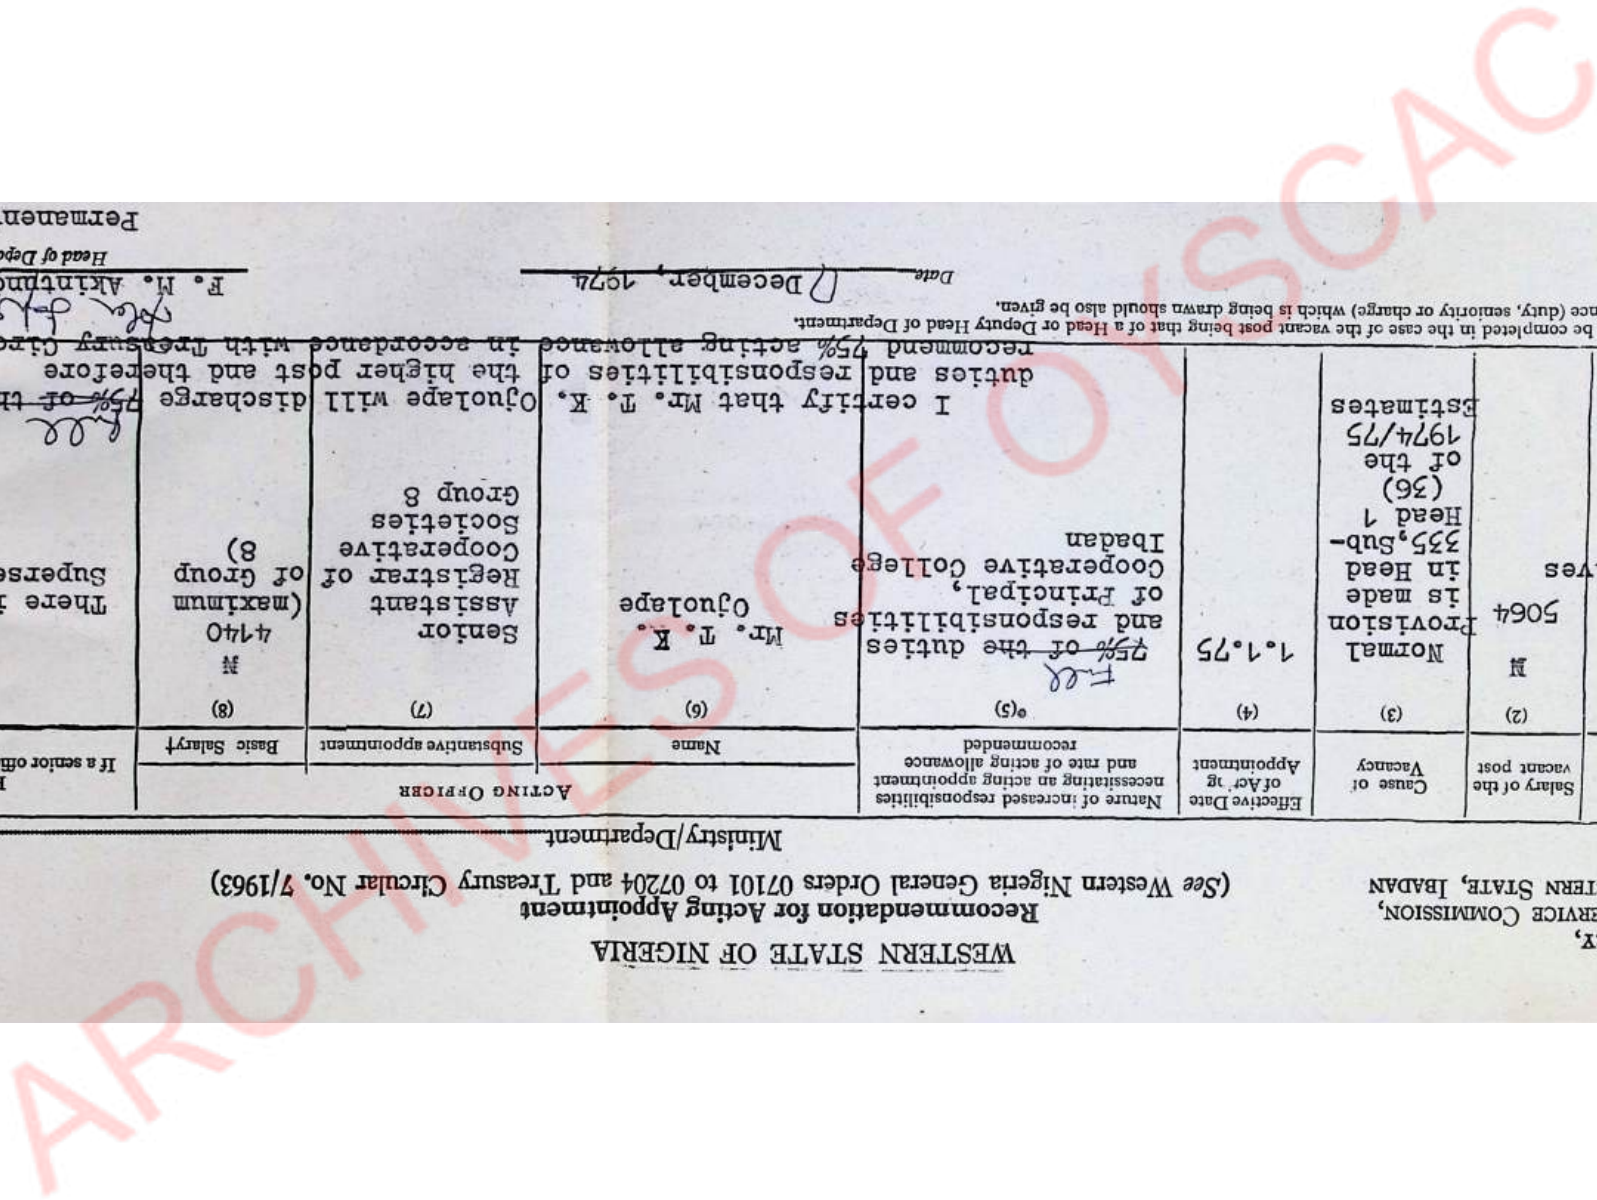 WESTERN STATE OF NIGERIA
Recommendation for Acting Appointment
(See Western Nigeria General Orders 07101 to 07204 and Treasury Circular No. 7/1963)
Y,
ERVICE COMMISSION,
TERN STATE, IBADAN
Ministry/Department
Salary of the
vacant post
(2)
N
5064
Cause of
Vacancy
(3)
Normal
Provision
is made
in Head
335,Sub-
Head 1
(36)
of the
1974/75
Estimates
Effective Date
of Acting
Appointment
(4)
1.1.75
Nature of increased responsibilities
necessitating an acting appointment
and rate of acting allowance
recommended
*(5)
Full
75% of the duties
and responsibilities
of Principal,
Cooperative College
Ibadan
ACTING OFFICER
Name
(6)
Mr. T. K.
Ojuolape
Substantive appointment
(7)
Senior
Assistant
Registrar of
Cooperative
Societies
Group 8
Basic Salary†
(8)
N
4140
(maximum
of Group
8)
If a senior offi
There i
Superse
ves
Full
I certify that Mr. T. K. Ojuolape will discharge 75% of th
duties and responsibilities of the higher post and therefore
recommend 75% acting allowance in accordance with Treasury Circ
be completed in the case of the vacant post being that of a Head or Deputy Head of Department.
nce (duty, seniority or charge) which is being drawn should also be given.
Date
December, 1974
F. M. Akintund
Head of Depa
Permanen
ARCHIVES OF OYSCAC